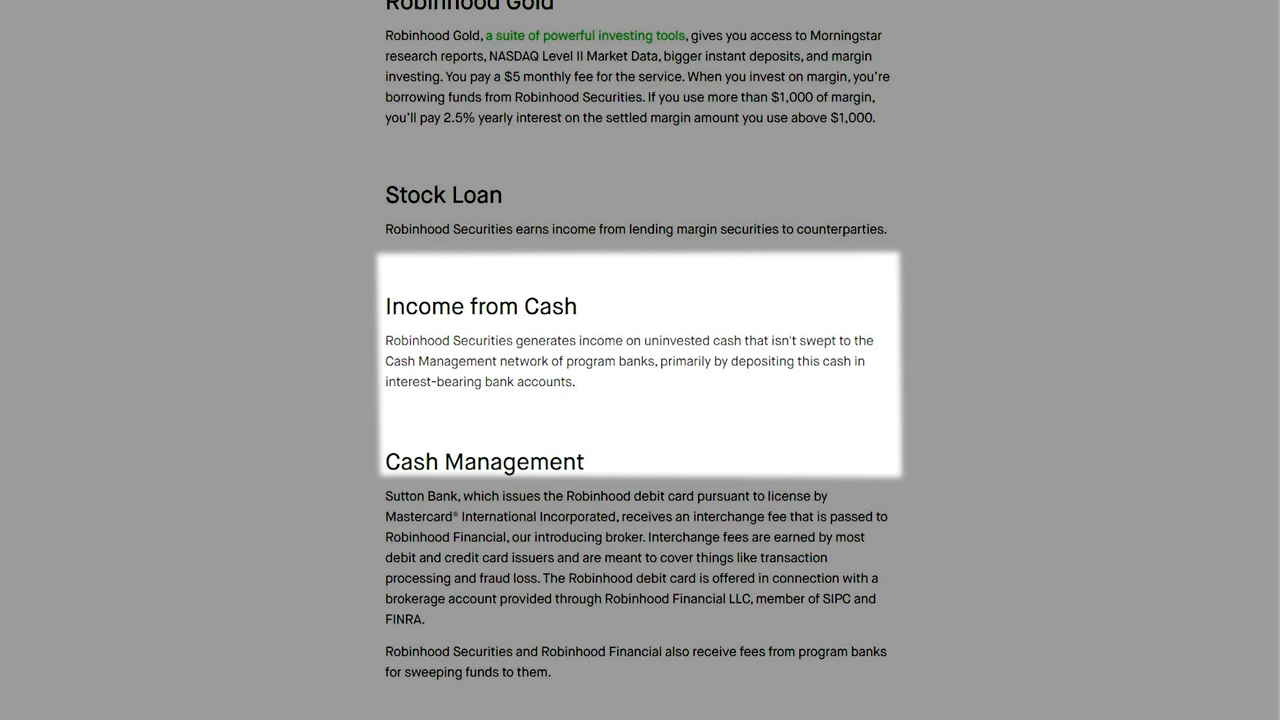 Robinhood Gold
Robinhood Gold, a suite of powerful investing tools, gives you access to Morningstar
research reports, NASDAQ Level II Market Data, bigger instant deposits, and margin
investing. You pay a $5 monthly fee for the service. When you invest on margin, you're
borrowing funds from Robinhood Securities. If you use more than $1,000 of margin,
you'll pay 2.5% yearly interest on the settled margin amount you use above $1,000.
Stock Loan
Robinhood Securities earns income from lending margin securities to counterparties.
Income from Cash
Robinhood Securities generates income on uninvested cash that isn't swept to the
Cash Management network of program banks, primarily by depositing this cash in
interest-bearing bank accounts.
Cash Management
Sutton Bank, which issues the Robinhood debit card pursuant to license by
Mastercard® International Incorporated, receives an interchange fee that is passed to
Robinhood Financial, our introducing broker. Interchange fees are earned by most
debit and credit card issuers and are meant to cover things like transaction
processing and fraud loss. The Robinhood debit card is offered in connection with a
brokerage account provided through Robinhood Financial LLC, member of SIPC and
FINRA.
Robinhood Securities and Robinhood Financial also receive fees from program banks
for sweeping funds to them.